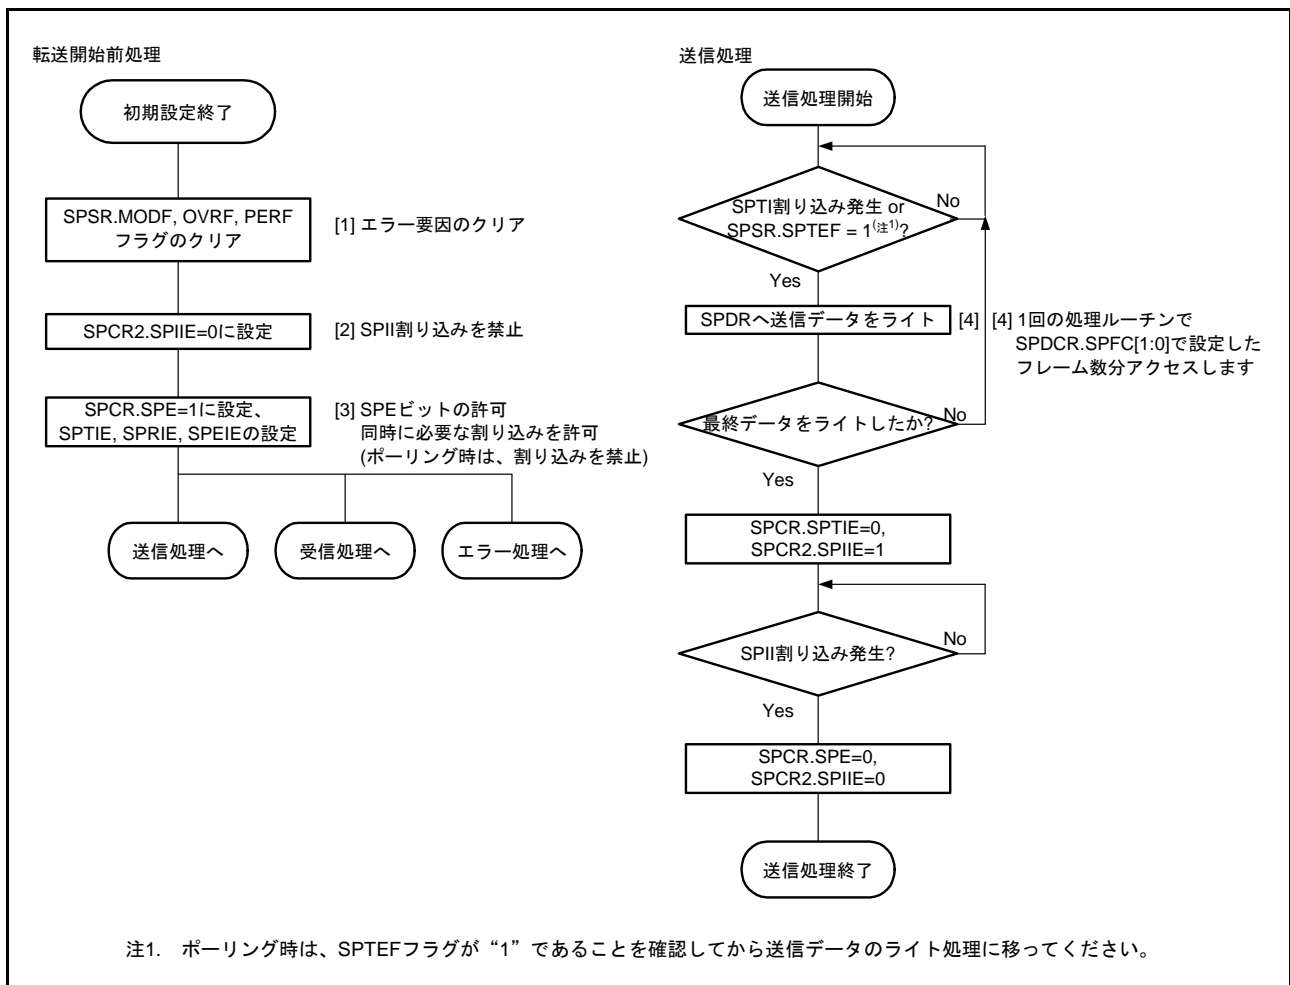 転送開始前処理
初期設定終了
SPSR.MODF, OVRF, PERF
フラグのクリア
[1] エラー要因のクリア
SPCR2.SPIIE=0に設定
[2] SPII割り込みを禁止
SPCR.SPE=1に設定、
SPTIE, SPRIE, SPEIEの設定
[3] SPEビットの許可
同時に必要な割り込みを許可
(ポーリング時は、割り込みを禁止)
送信処理へ
受信処理へ
エラー処理へ
送信処理
送信処理開始
SPTI割り込み発生 or
SPSR.SPTEF = 1(注1)?
No
Yes
SPDRへ送信データをライト
[4]
[4] 1回の処理ルーチンで
SPDCR.SPFC[1:0]で設定した
フレーム数分アクセスします
最終データをライトしたか?
No
Yes
SPCR.SPTIE=0,
SPCR2.SPIIE=1
SPII割り込み発生?
No
Yes
SPCR.SPE=0,
SPCR2.SPIIE=0
送信処理終了
注1. ポーリング時は、SPTEFフラグが“1”であることを確認してから送信データのライト処理に移ってください。